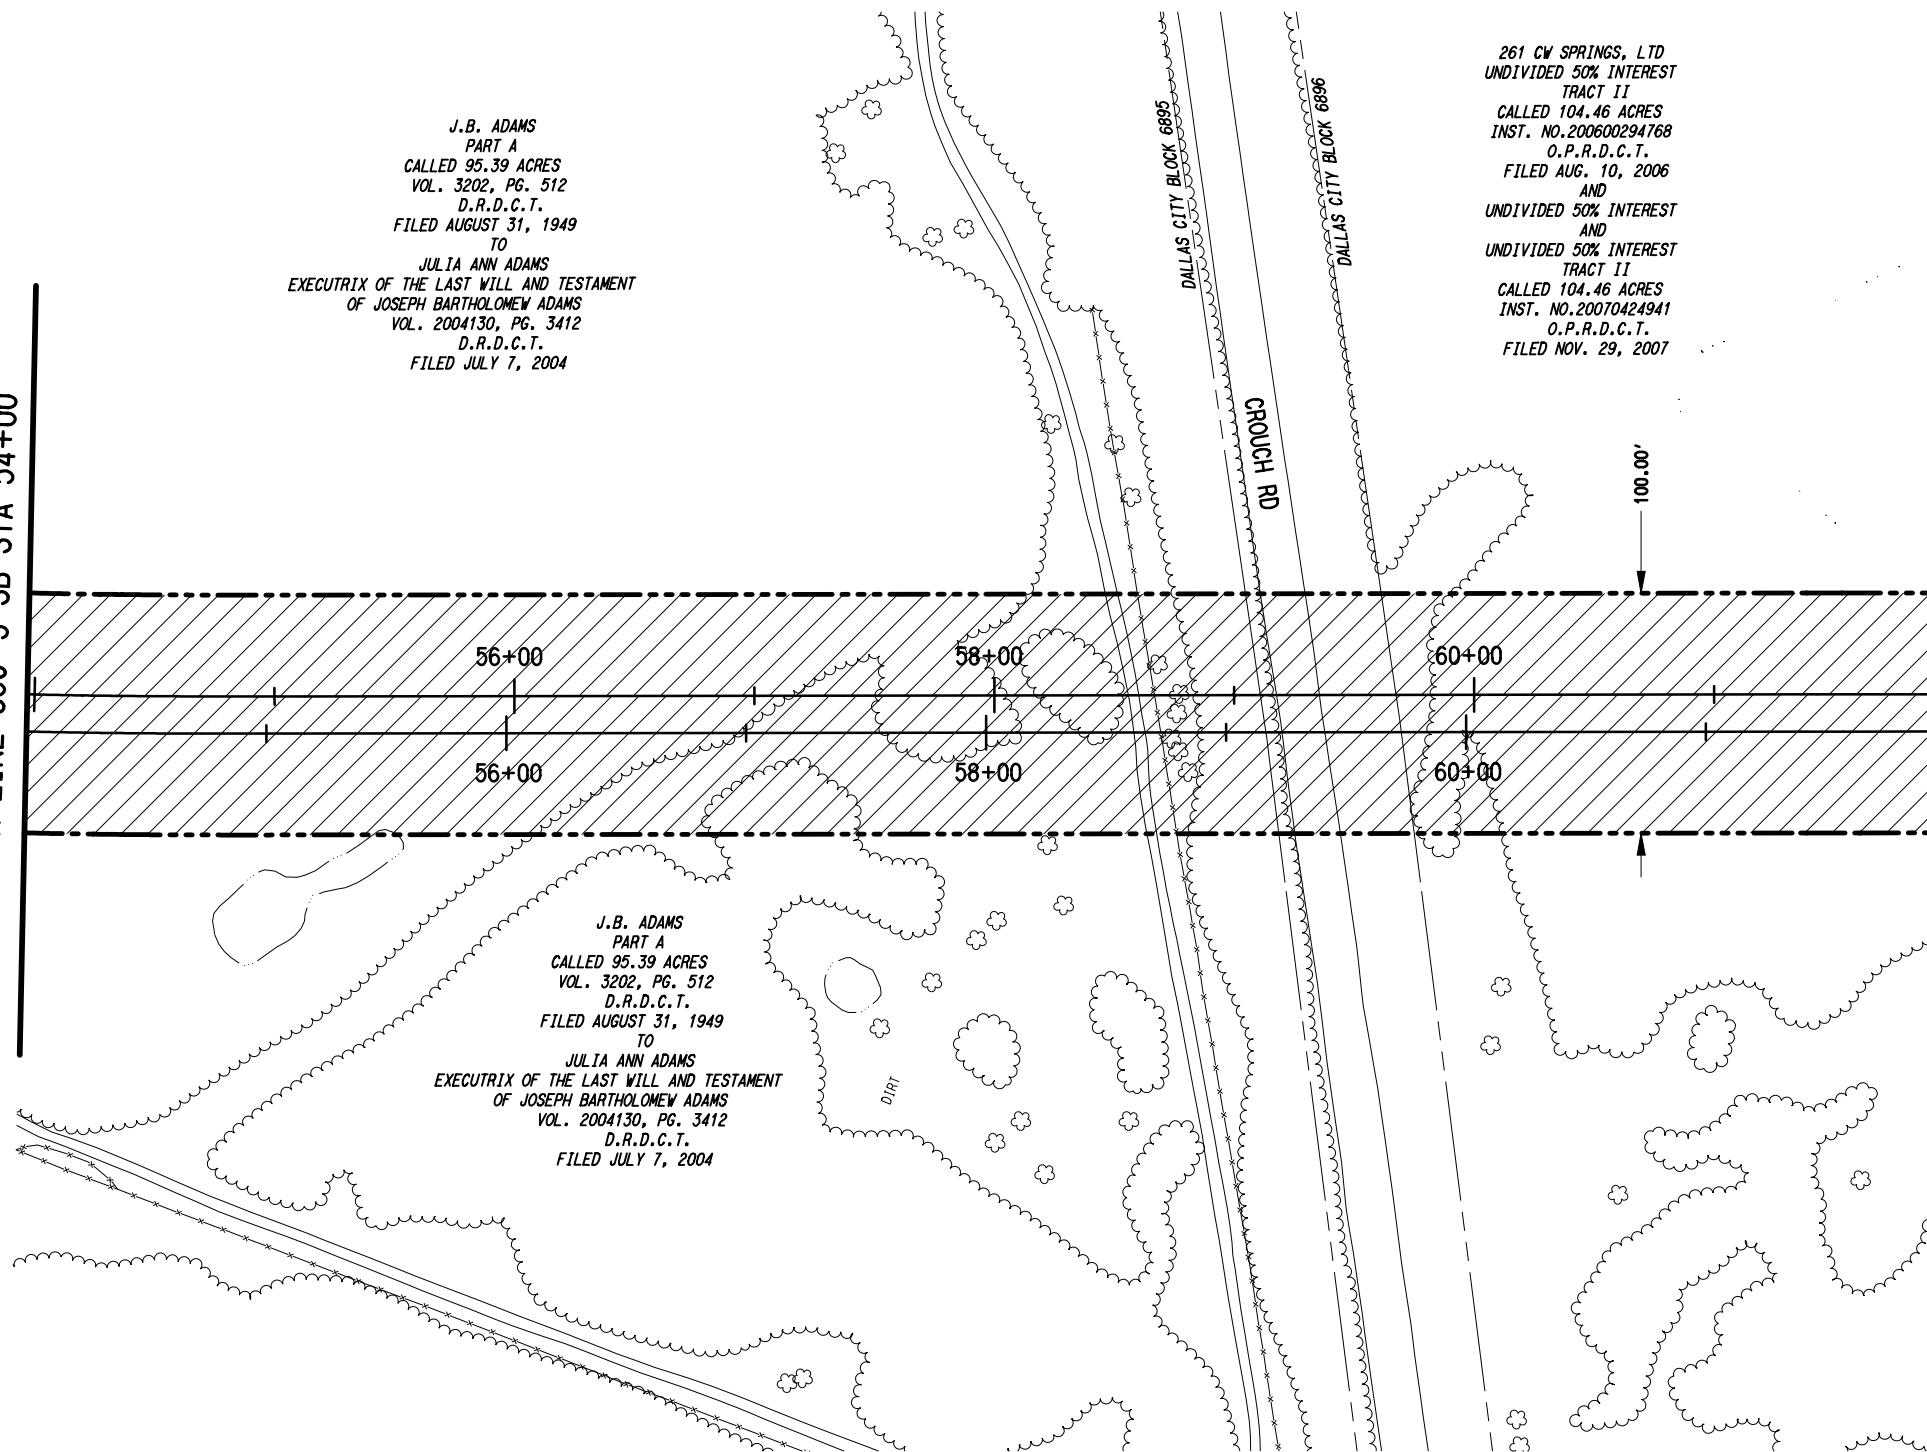 J.B. ADAMS
PART A
CALLED 95.39 ACRES
VOL. 3202, PG. 512
D.R.D.C.T.
FILED AUGUST 31, 1949
TO
JULIA ANN ADAMS
EXECUTRIX OF THE LAST WILL AND TESTAMENT
OF JOSEPH BARTHOLOMEW ADAMS
VOL. 2004130, PG. 3412
D.R.D.C.T.
FILED JULY 7, 2004
DALLAS CITY BLOCK 6895
DALLAS CITY BLOCK 6896
261 CW SPRINGS, LTD
UNDIVIDED 50% INTEREST
TRACT II
CALLED 104.46 ACRES
INST. NO.200600294768
O.P.R.D.C.T.
FILED AUG. 10, 2006
AND
UNDIVIDED 50% INTEREST
AND
UNDIVIDED 50% INTEREST
TRACT II
CALLED 104.46 ACRES
INST. NO.20070424941
O.P.R.D.C.T.
FILED NOV. 29, 2007
STA 54+00
CROUCH RD
100.00'
56+00
58+00
60+00
56+00
58+00
60+00
J.B. ADAMS
PART A
CALLED 95.39 ACRES
VOL. 3202, PG. 512
D.R.D.C.T.
FILED AUGUST 31, 1949
TO
JULIA ANN ADAMS
EXECUTRIX OF THE LAST WILL AND TESTAMENT
OF JOSEPH BARTHOLOMEW ADAMS
VOL. 2004130, PG. 3412
D.R.D.C.T.
FILED JULY 7, 2004
DIRT